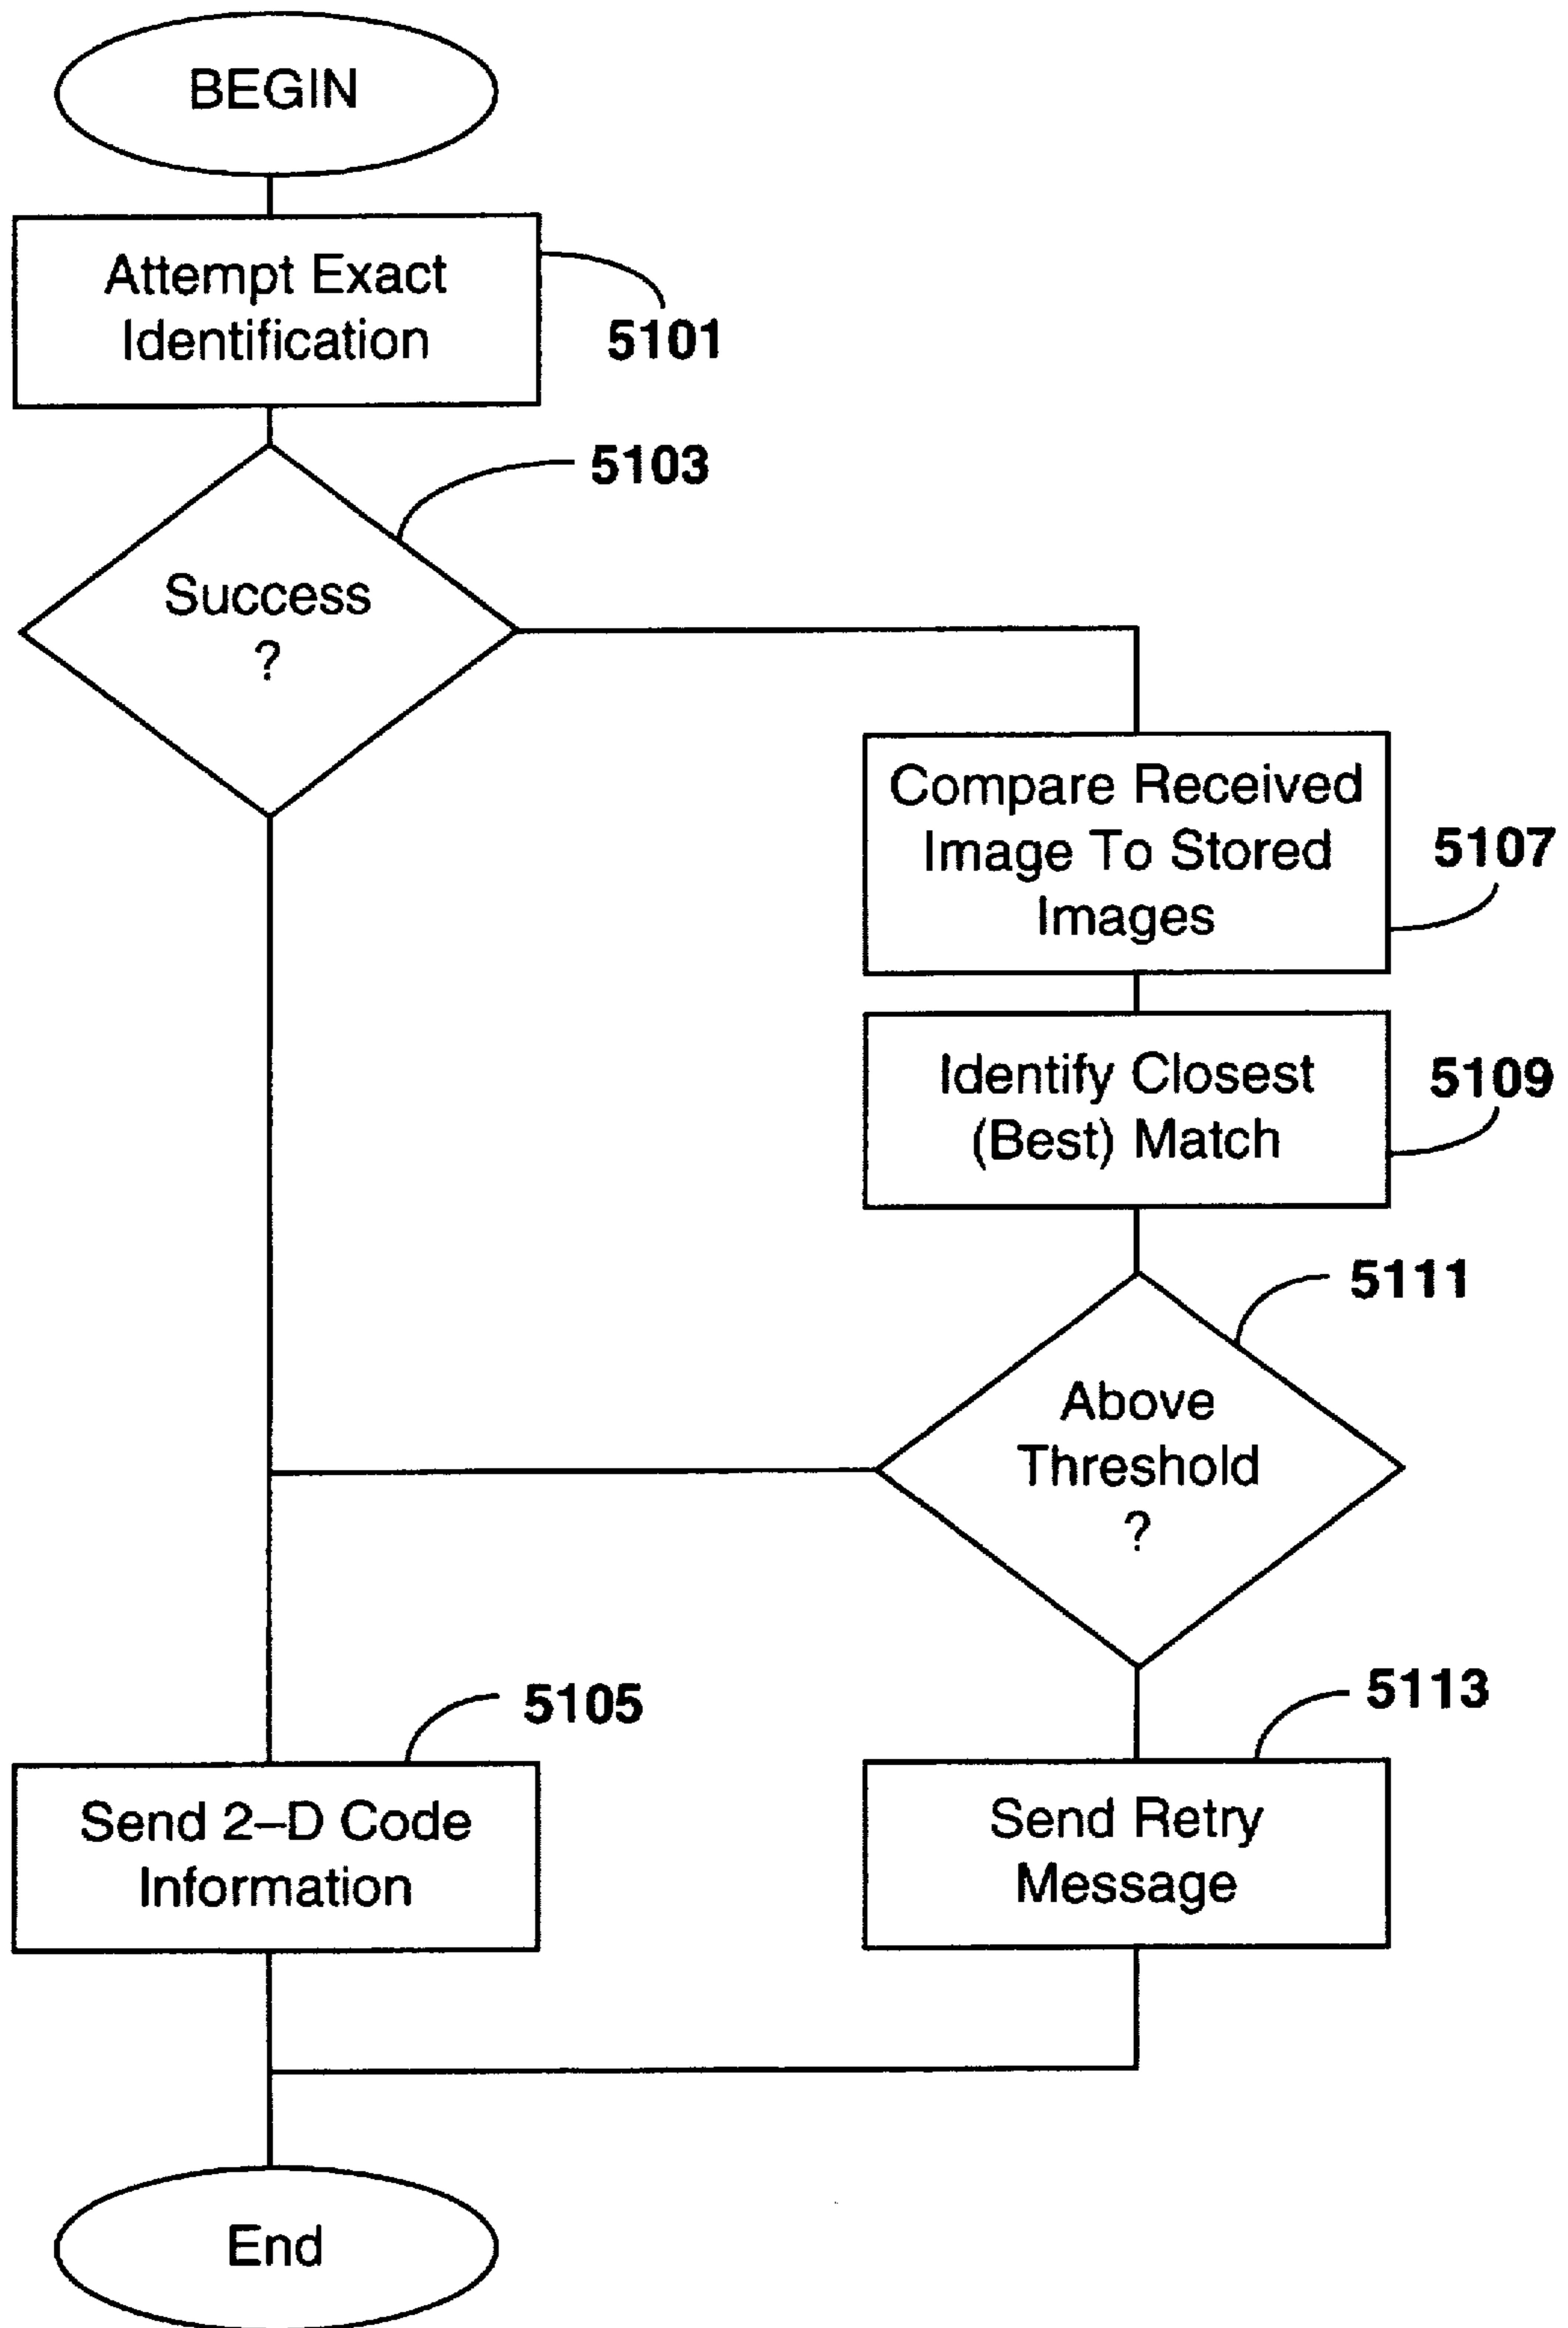 BEGIN
Attempt Exact
Identification
5101
5103
Success
?
Compare Received
Image To Stored
Images
5107
Identify Closest
(Best) Match
5109
5111
Above
Threshold
?
5105
Send 2–D Code
Information
5113
Send Retry
Message
End